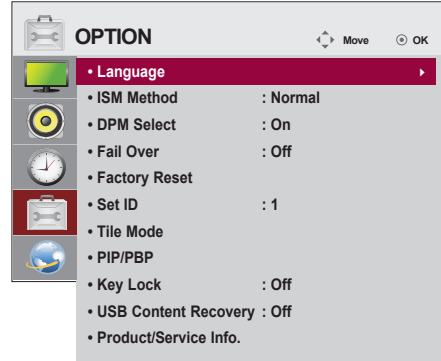 OPTION
Move
OK
• Language
• ISM Method : Normal
• DPM Select : On
• Fail Over : Off
• Factory Reset
• Set ID : 1
• Tile Mode
• PIP/PBP
• Key Lock : Off
• USB Content Recovery : Off
• Product/Service Info.